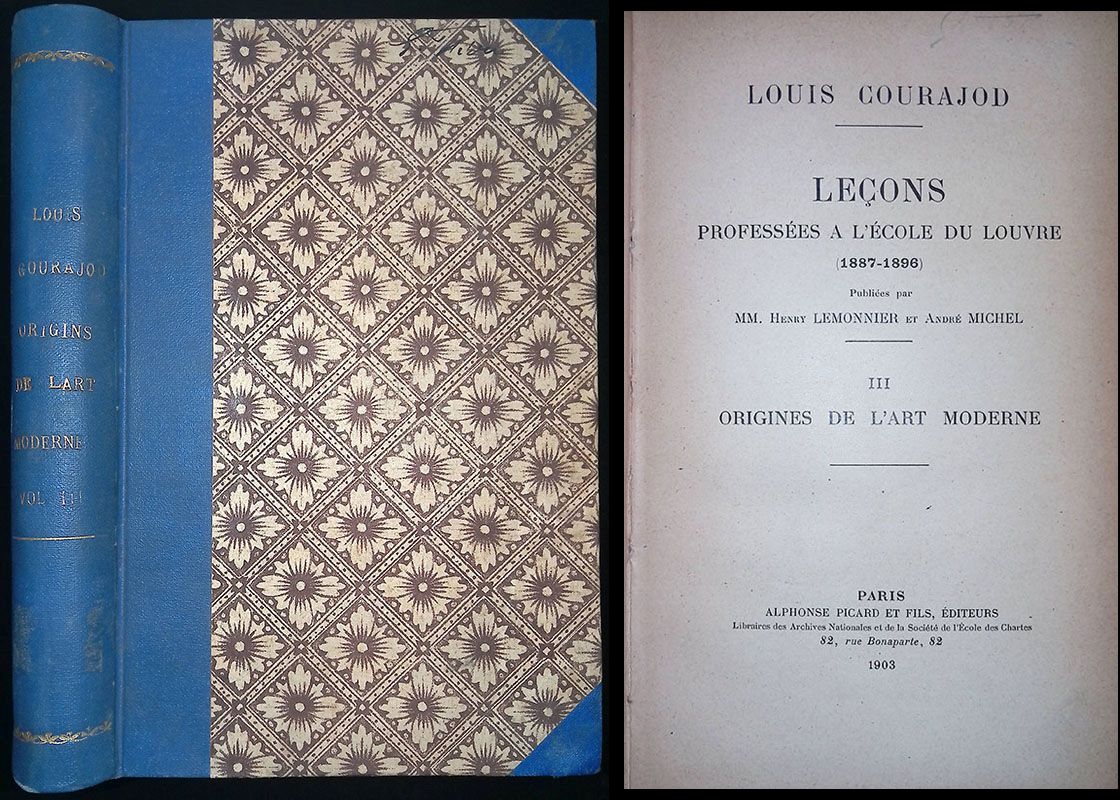 LOUIS
GOURAJOD
ORIGINS
DE LART
MODERNE
VOL III
LOUIS COURAJOD
LEÇONS
PROFESSÉES A L'ÉCOLE DU LOUVRE
(1887-1896)
Publiées par
MM. Henry LEMONNIER et André MICHEL
III
ORIGINES DE L'ART MODERNE
PARIS
ALPHONSE PICARD ET FILS, ÉDITEURS
Libraires des Archives Nationales et de la Société de l'École des Chartes
82, rue Bonaparte, 82
1903